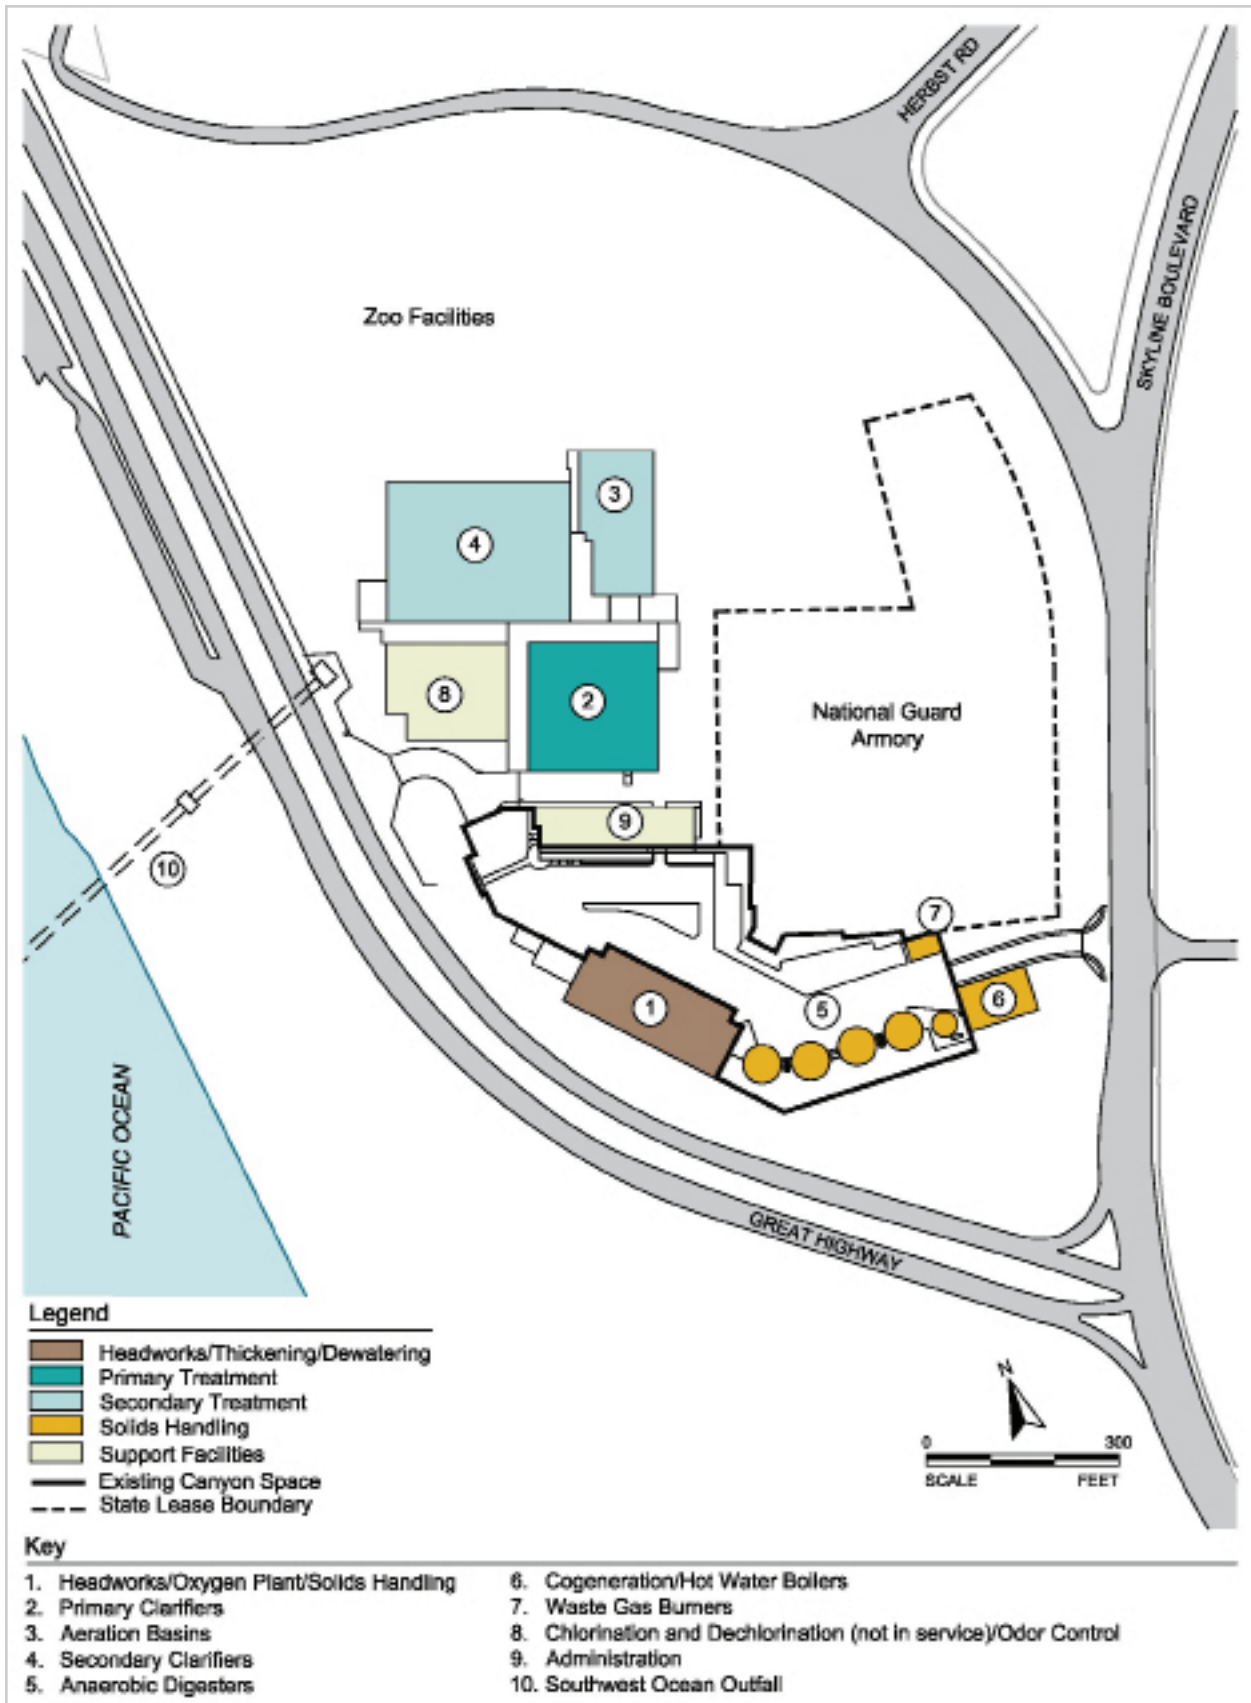 HERBST RD
SKYLINE BOULEVARD
Zoo Facilities
3
4
8
2
National Guard
Armory
9
10
7
1
5
6
PACIFIC OCEAN
GREAT HIGHWAY
Legend
Headworks/Thickening/Dewatering
Primary Treatment
Secondary Treatment
Solids Handling
Support Facilities
Existing Canyon Space
State Lease Boundary
N
0 300
SCALE FEET
Key
1. Headworks/Oxygen Plant/Solids Handling
2. Primary Clarifiers
3. Aeration Basins
4. Secondary Clarifiers
5. Anaerobic Digesters
6. Cogeneration/Hot Water Boilers
7. Waste Gas Burners
8. Chlorination and Dechlorination (not in service)/Odor Control
9. Administration
10. Southwest Ocean Outfall